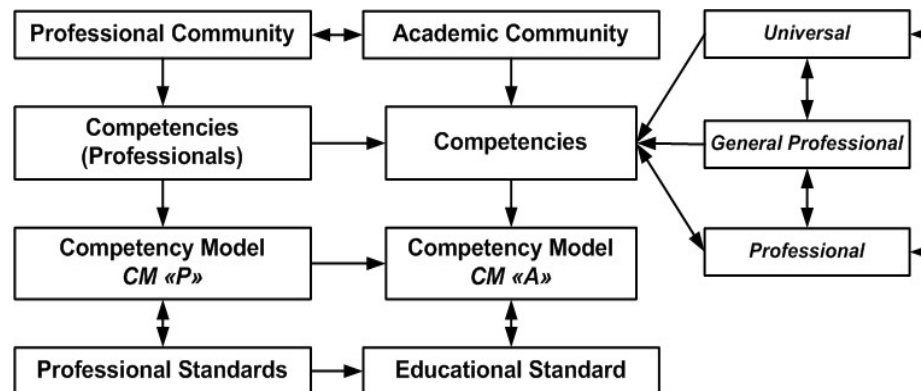 Professional Community
Academic Community
Universal
Competencies
(Professionals)
Competencies
General Professional
Competency Model
CM «P»
Competency Model
CM «A»
Professional
Professional Standards
Educational Standard